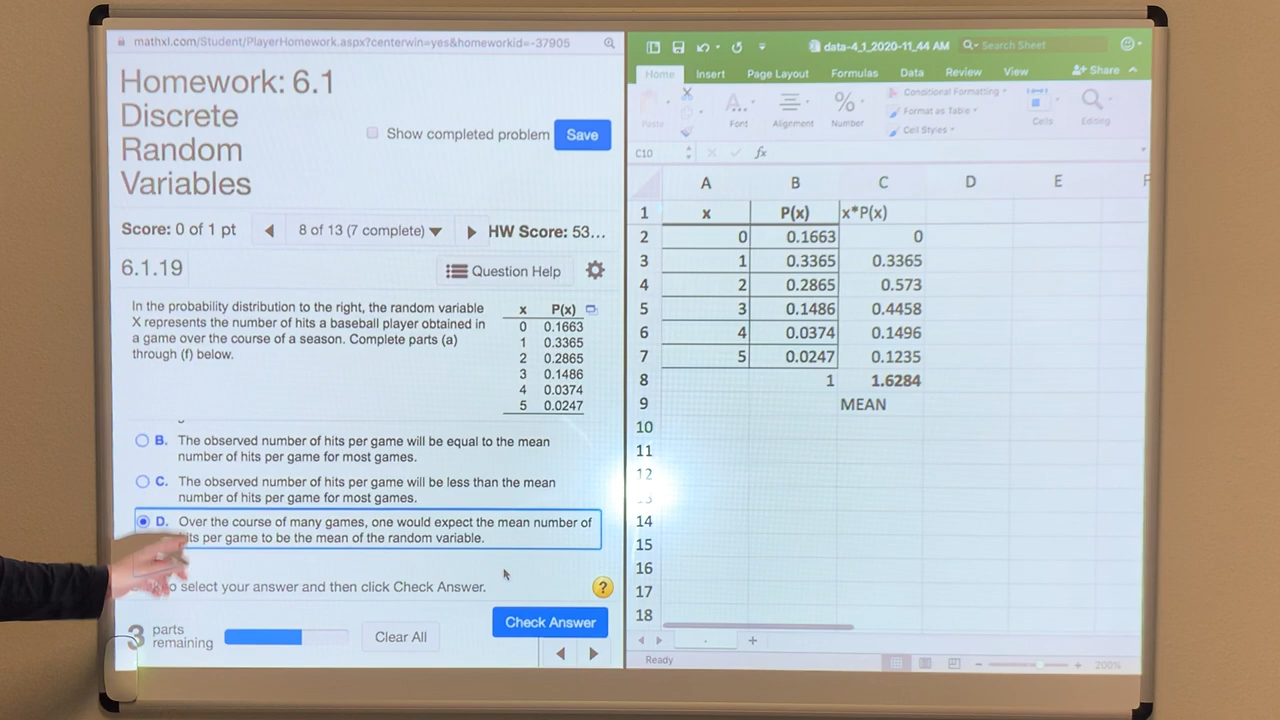 mathxl.com/Student/PlayerHomework.aspx?centerwin=yes&homeworkid=-37905
Homework: 6.1
Discrete
Random
Variables
Show completed problem
Save
Score: 0 of 1 pt
8 of 13 (7 complete)
HW Score: 53...
6.1.19
Question Help
In the probability distribution to the right, the random variable
X represents the number of hits a baseball player obtained in
a game over the course of a season. Complete parts (a)
through (f) below.
x P(x)
0 0.1663
1 0.3365
2 0.2865
3 0.1486
4 0.0374
5 0.0247
B. The observed number of hits per game will be equal to the mean
number of hits per game for most games.
C. The observed number of hits per game will be less than the mean
number of hits per game for most games.
D. Over the course of many games, one would expect the mean number of
per game to be the mean of the random variable.
to select your answer and then click Check Answer.
?
3 parts
remaining
Clear All
Check Answer
data-4_1_2020-11_44 AM
Search Sheet
Home Insert Page Layout Formulas Data Review View
Share
Paste
Font
Alignment
%
Number
Conditional Formatting
Format as Table
Cell Styles
Cells
Editing
C10
fx
A B C D E F
1 x P(x) x*P(x)
2 0 0.1663 0
3 1 0.3365 0.3365
4 2 0.2865 0.573
5 3 0.1486 0.4458
6 4 0.0374 0.1496
7 5 0.0247 0.1235
8 1 1.6284
9 MEAN
10
11
12
14
15
16
17
18
Ready
200%